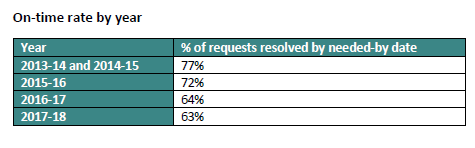 On-time rate by year
Year % of requests resolved by needed-by date
2013-14 and 2014-15 77%
2015-16 72%
2016-17 64%
2017-18 63%